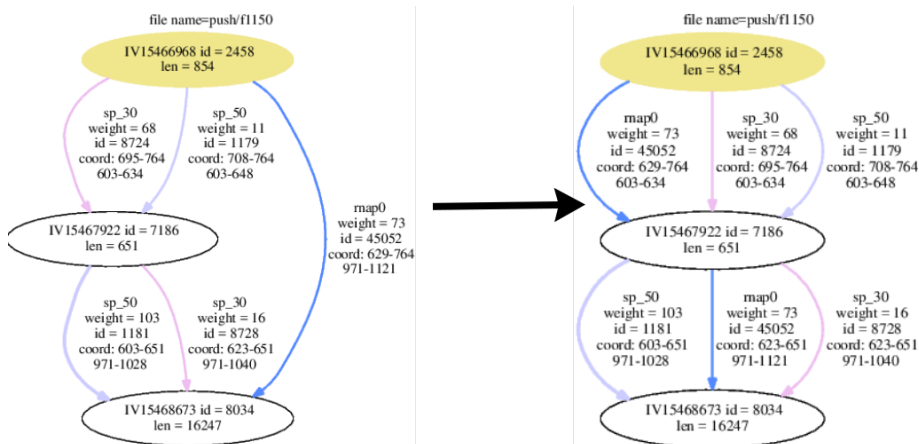 file name=push/f1150
IV15466968 id = 2458
len = 854
sp_30
weight = 68
id = 8724
coord: 695-764
603-634
sp_50
weight = 11
id = 1179
coord: 708-764
603-648
map0
weight = 73
id = 45052
coord: 629-764
971-1121
IV15467922 id = 7186
len = 651
sp_50
weight = 103
id = 1181
coord: 603-651
971-1028
sp_30
weight = 16
id = 8728
coord: 623-651
971-1040
IV15468673 id = 8034
len = 16247
file name=push/f1150
IV15466968 id = 2458
len = 854
map0
weight = 73
id = 45052
coord: 629-764
603-634
sp_30
weight = 68
id = 8724
coord: 695-764
603-634
sp_50
weight = 11
id = 1179
coord: 708-764
603-648
IV15467922 id = 7186
len = 651
sp_50
weight = 103
id = 1181
coord: 603-651
971-1028
map0
weight = 73
id = 45052
coord: 623-651
971-1121
sp_30
weight = 16
id = 8728
coord: 623-651
971-1040
IV15468673 id = 8034
len = 16247